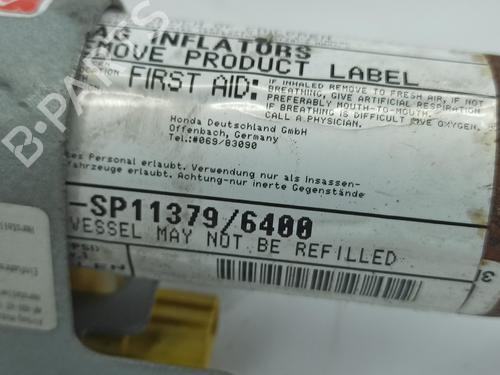 AG INFLATORS
EMOVE PRODUCT LABEL
FIRST AID:
IF INHALED REMOVE TO FRESH AIR, IF NOT
BREATHING, GIVE ARTIFICIAL RESPIRATION
PREFERABLY MOUTH-TO-MOUTH.
IF BREATHING IS DIFFICULT GIVE OXYGEN,
CALL A PHYSICIAN.
Honda Deutschland GmbH
Offenbach, Germany
Tel.:#069/83090
tes Personal erlaubt. Verwendung nur als Insassen-
fahrzeuge erlaubt. Achtung-nur inerte Gegenstände
-SP11379/6400
VESSEL MAY NOT BE REFILLED
B-PARTS